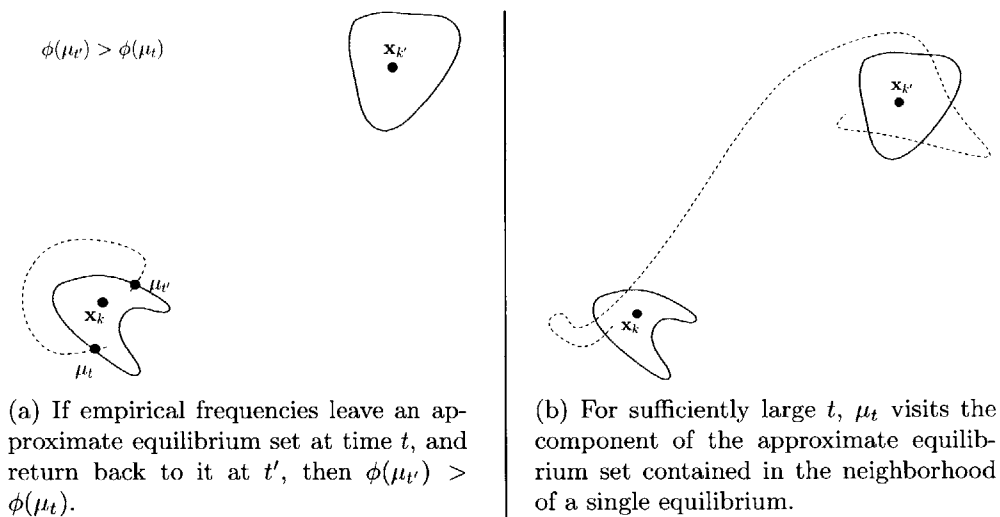 ϕ(μ_{t'}) > ϕ(μ_t)
x_{k'}
μ_{t'}
x_k
μ_t
(a) If empirical frequencies leave an ap-
proximate equilibrium set at time t, and
return back to it at t′, then ϕ(μ_{t'}) >
ϕ(μ_t).
x_{k'}
x_k
(b) For sufficiently large t, μ_t visits the
component of the approximate equilib-
rium set contained in the neighborhood
of a single equilibrium.